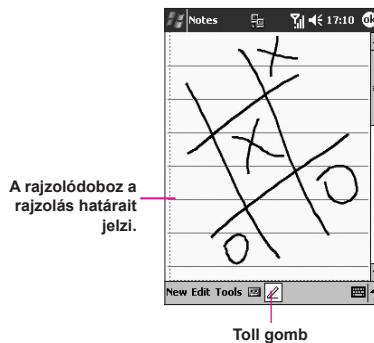 Notes 17:10 ok
A rajzolódoboz a
rajzolás határait
jelzi.
New Edit Tools
Toll gomb